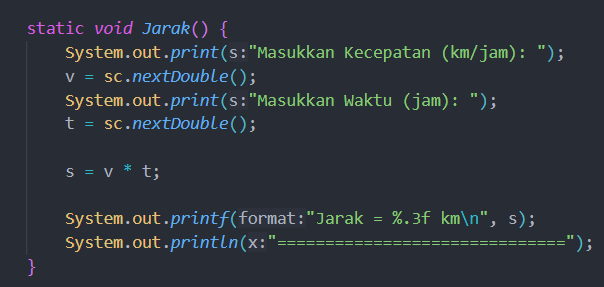 static void Jarak() {
System.out.print(s:"Masukkan Kecepatan (km/jam): ");
v = sc.nextDouble();
System.out.print(s:"Masukkan Waktu (jam): ");
t = sc.nextDouble();
s = v * t;
System.out.printf(format:"Jarak = %.3f km\n", s);
System.out.println(x:"==============================");
}